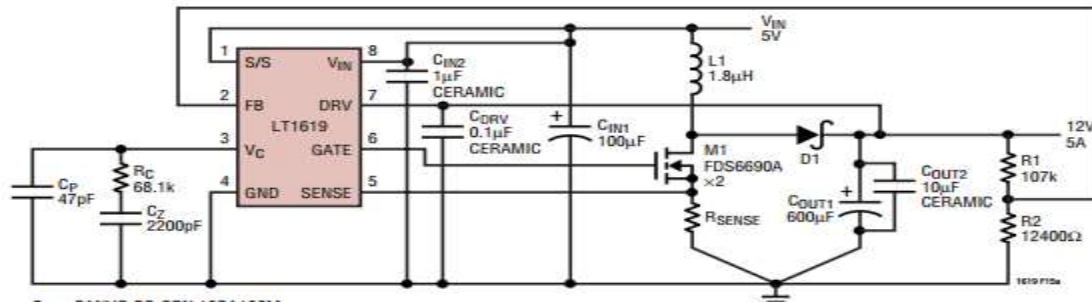 VIN
5V
1
S/S
VIN
8
CIN2
1µF
CERAMIC
L1
1.8µH
2
FB
DRV
7
LT1619
CDRV
0.1µF
CERAMIC
+
CIN1
100µF
12V
5A
3
VC
GATE
6
M1
FDS6690A
×2
D1
R1
107k
CP
47pF
RC
68.1k
CZ
2200pF
4
GND
SENSE
5
RSENSE
+
COUT1
600µF
COUT2
10µF
CERAMIC
R2
12400Ω
1619 F10a